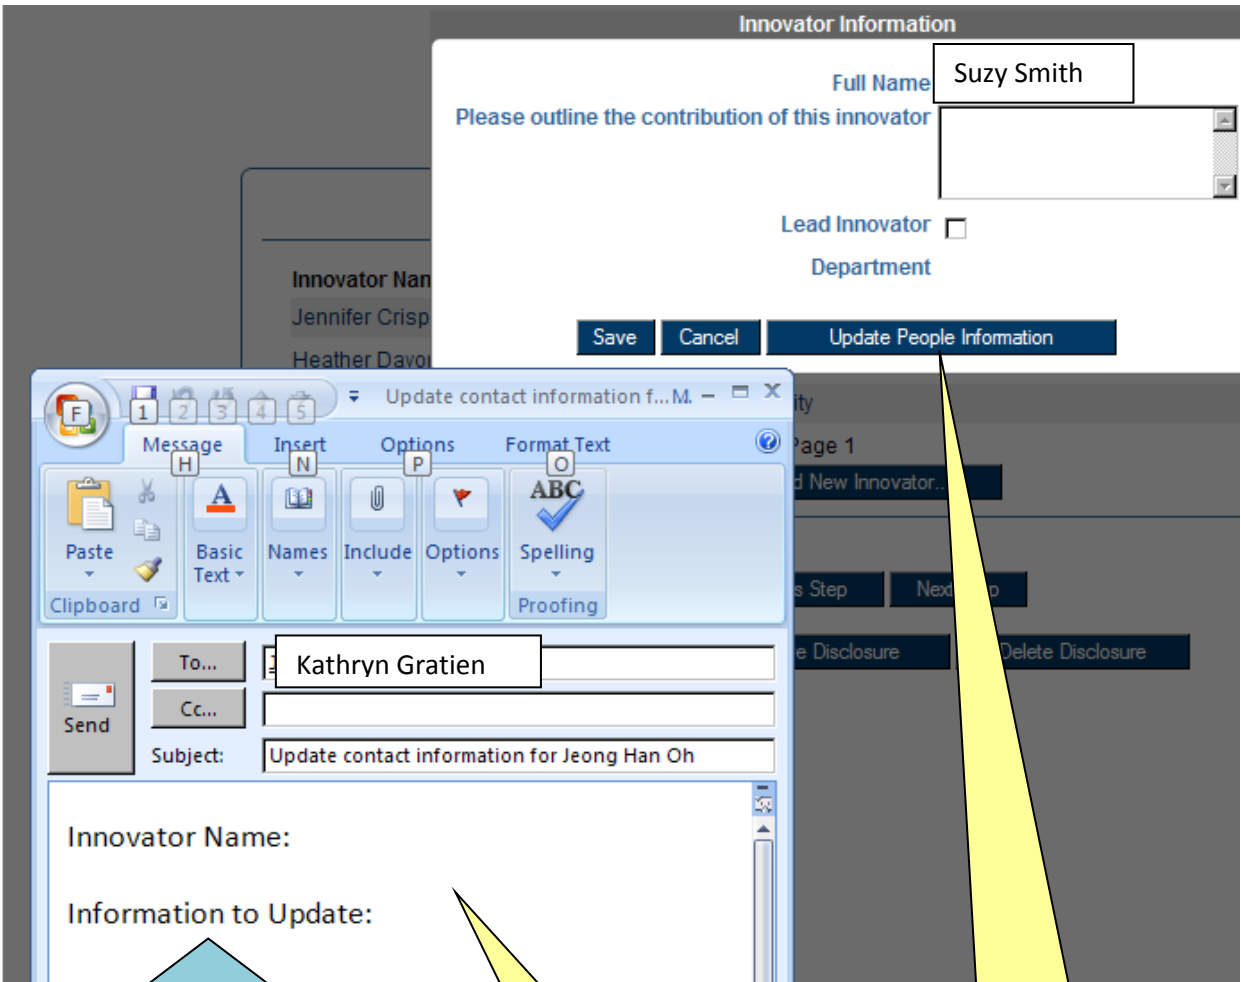 Innovator Information
Full Name
Suzy Smith
Please outline the contribution of this innovator
Lead Innovator
Department
Save
Cancel
Update People Information
Innovator Nan
Jennifer Crisp
Heather Davo
ity
Page 1
d New Innovator...
s Step
e Disclosure
Delete Disclosure
F
1
2
3
4
5
Update contact information f... M.
Message
Insert
Options
Format Text
H
N
P
O
Paste
Basic
Text
Names
Include
Options
ABC
Spelling
Clipboard
Proofing
Send
To...
Kathryn Gratien
Cc...
Subject:
Update contact information for Jeong Han Oh
Innovator Name:
Information to Update: